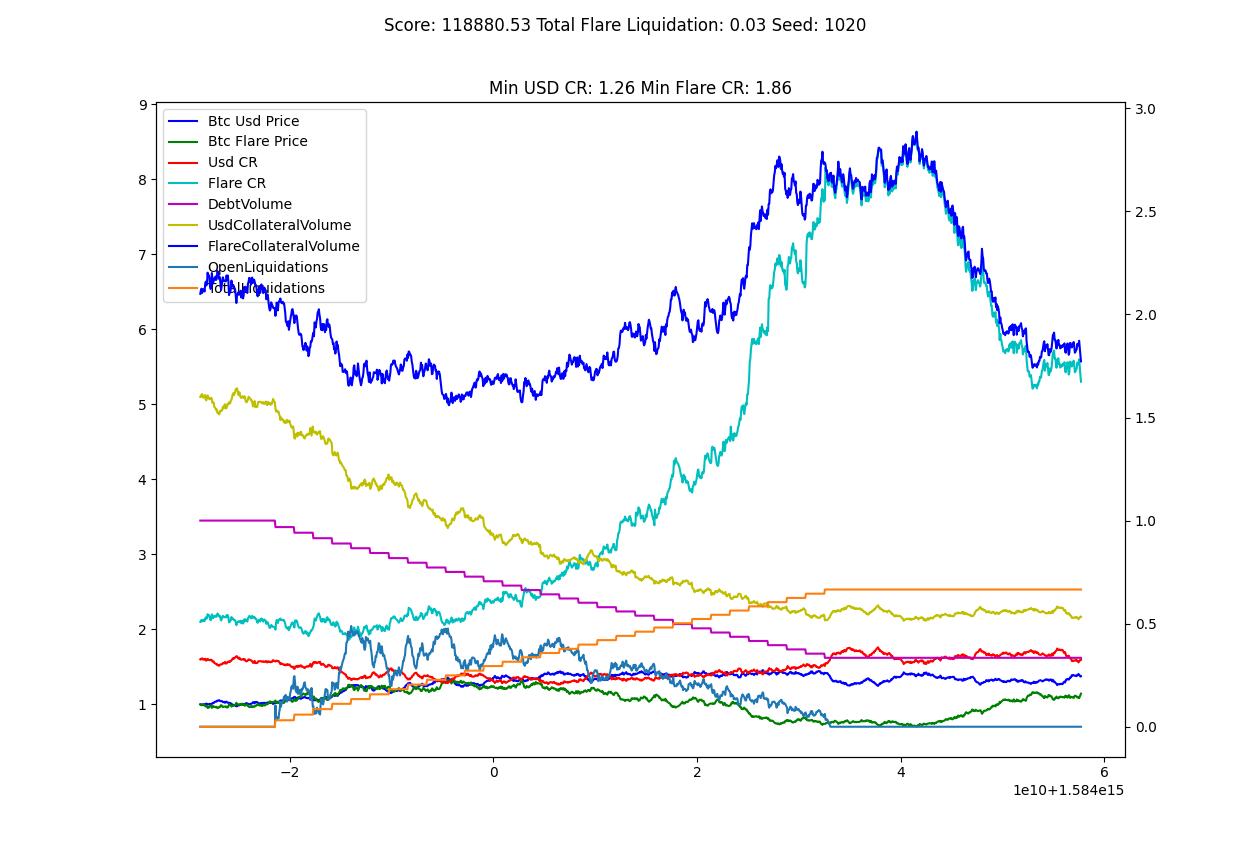 Score: 118880.53 Total Flare Liquidation: 0.03 Seed: 1020
Min USD CR: 1.26 Min Flare CR: 1.86
Btc Usd Price
Btc Flare Price
Usd CR
Flare CR
DebtVolume
UsdCollateralVolume
FlareCollateralVolume
OpenLiquidations
TotalLiquidations
9
8
7
6
5
4
3
2
1
3.0
2.5
2.0
1.5
1.0
0.5
0.0
−2
0
2
4
6
1e10+1.584e15